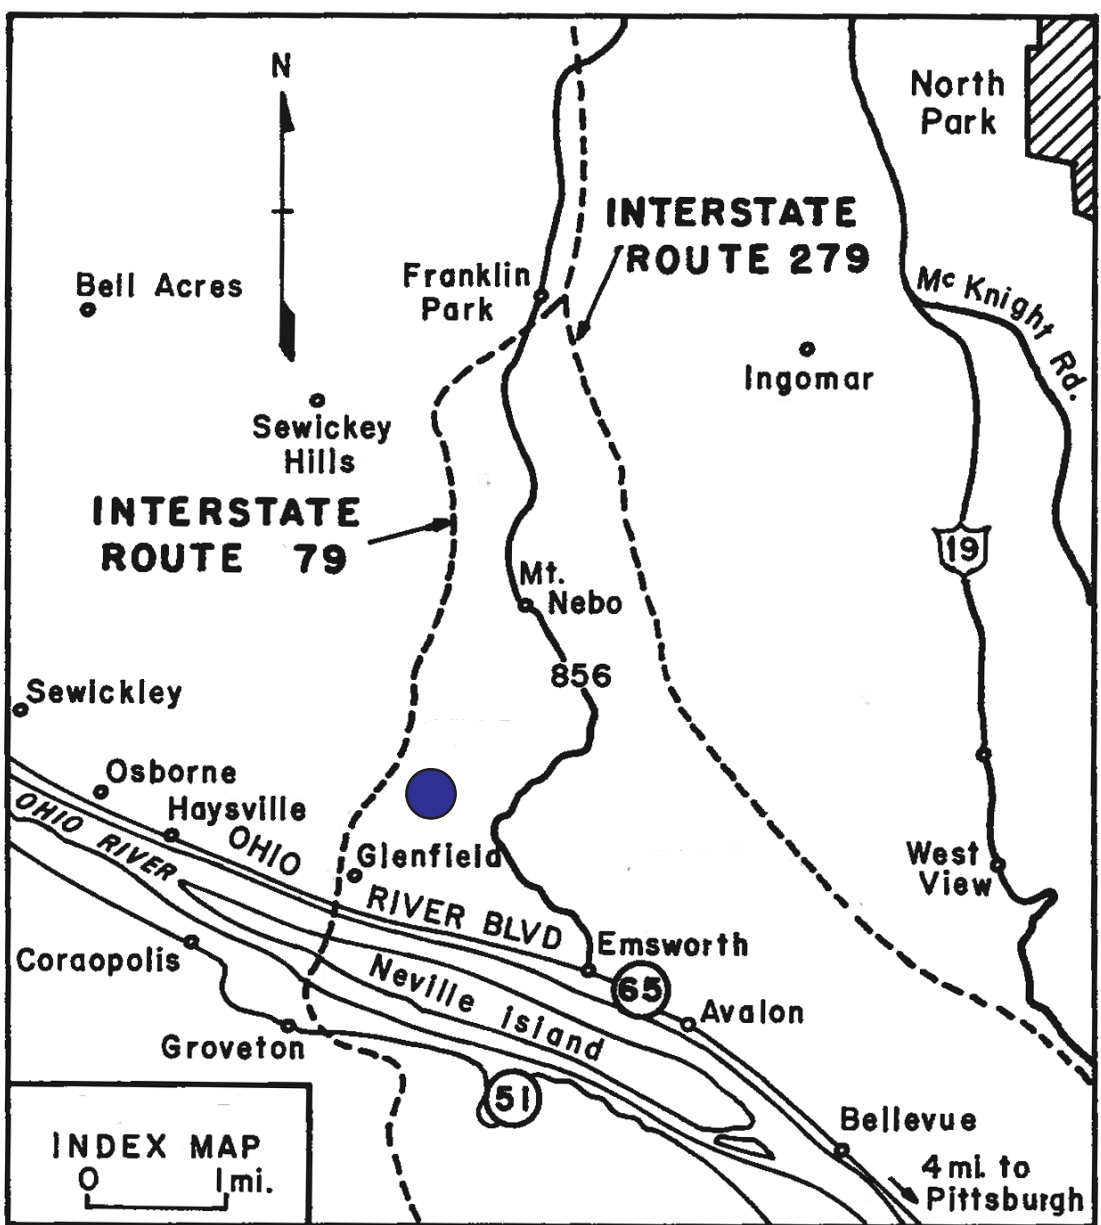 N
North
Park
INTERSTATE
ROUTE 279
Franklin
Park
Bell Acres
Mc Knight Rd.
Ingomar
Sewickey
Hills
INTERSTATE
ROUTE 79
19
Mt.
Nebo
856
Sewickley
Osborne
Haysville
OHIO RIVER
OHIO
RIVER BLVD
Glenfield
West
View
Coraopolis
Neville island
Emsworth
65
Avalon
Groveton
51
INDEX MAP
0 1mi.
Bellevue
4 mi. to
Pittsburgh